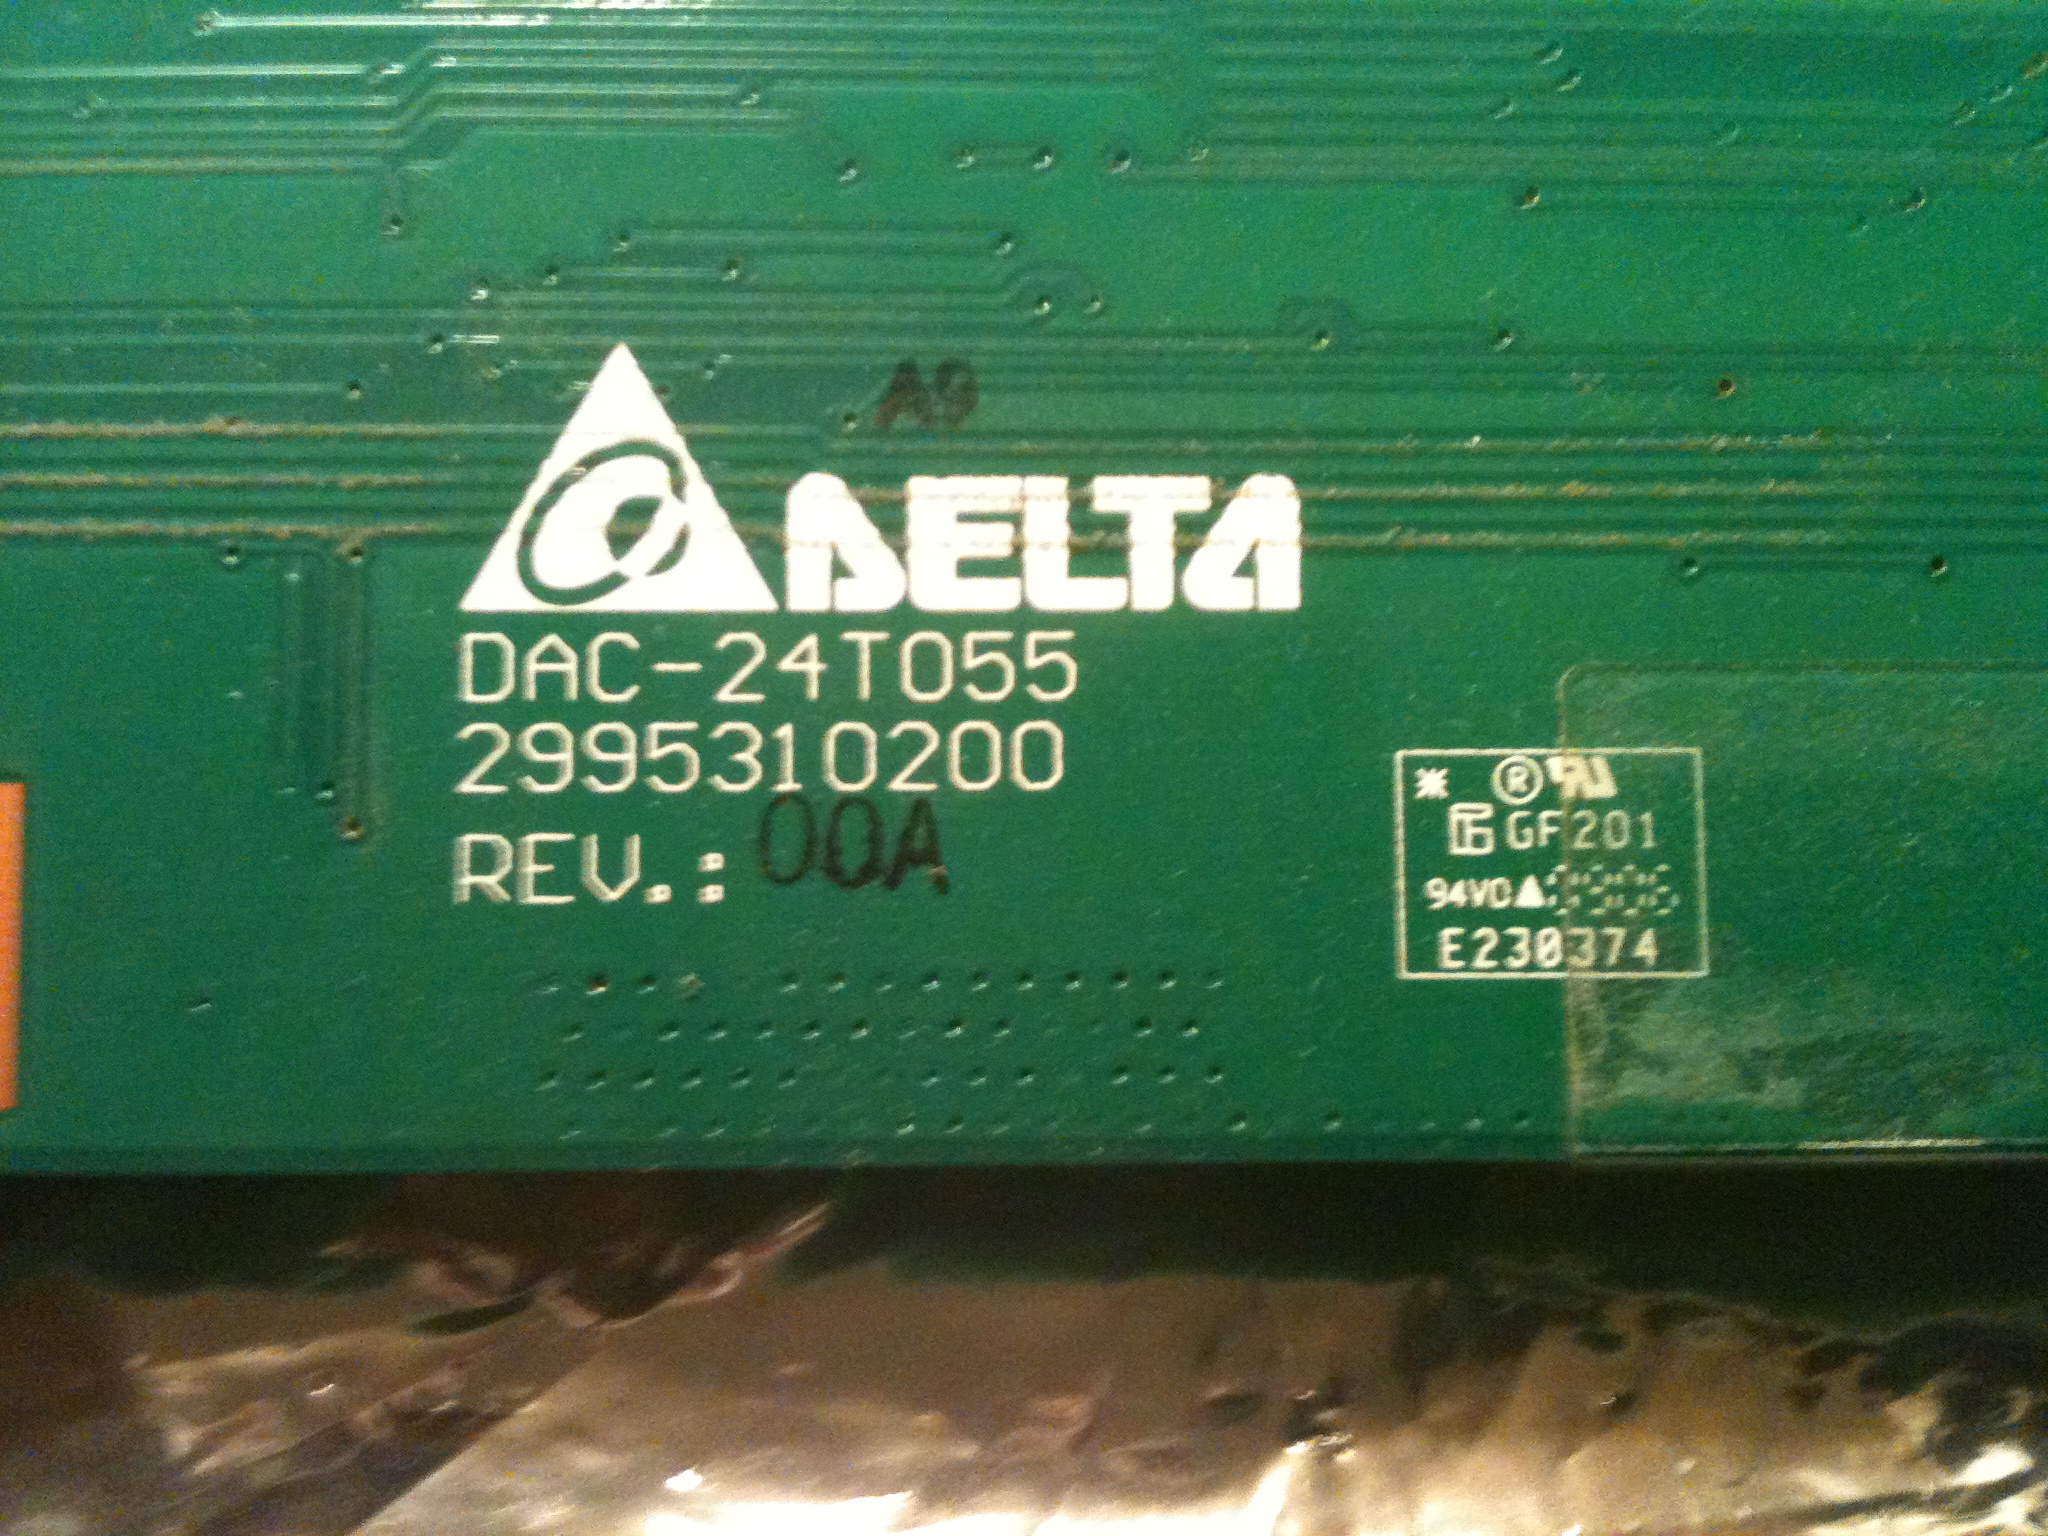 A9
DELTA
DAC-24T055
2995310200
REV.: 00A
® 
GF201
94V0
E230374